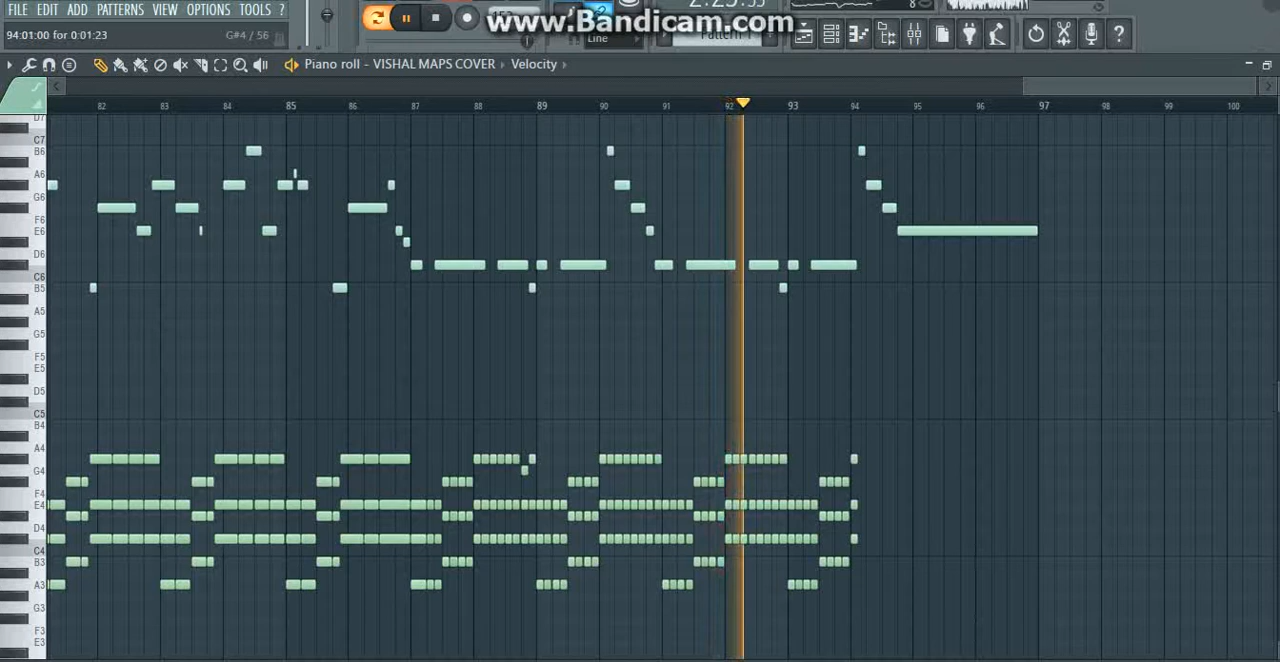 FILE EDIT ADD PATTERNS VIEW OPTIONS TOOLS ?
www.Bandicam.com
94:01:00 for 0:01:23
G#4 / 56
Line
Piano roll - VISHAL MAPS COVER Velocity
82 83 84 85 86 87 88 89 90 91 92 93 94 95 96 97 98 99 100
D7
C7
B6
A6
G6
F6
E6
D6
C6
B5
A5
G5
F5
E5
D5
C5
B4
A4
G4
F4
E4
D4
C4
B3
A3
G3
F3
E3